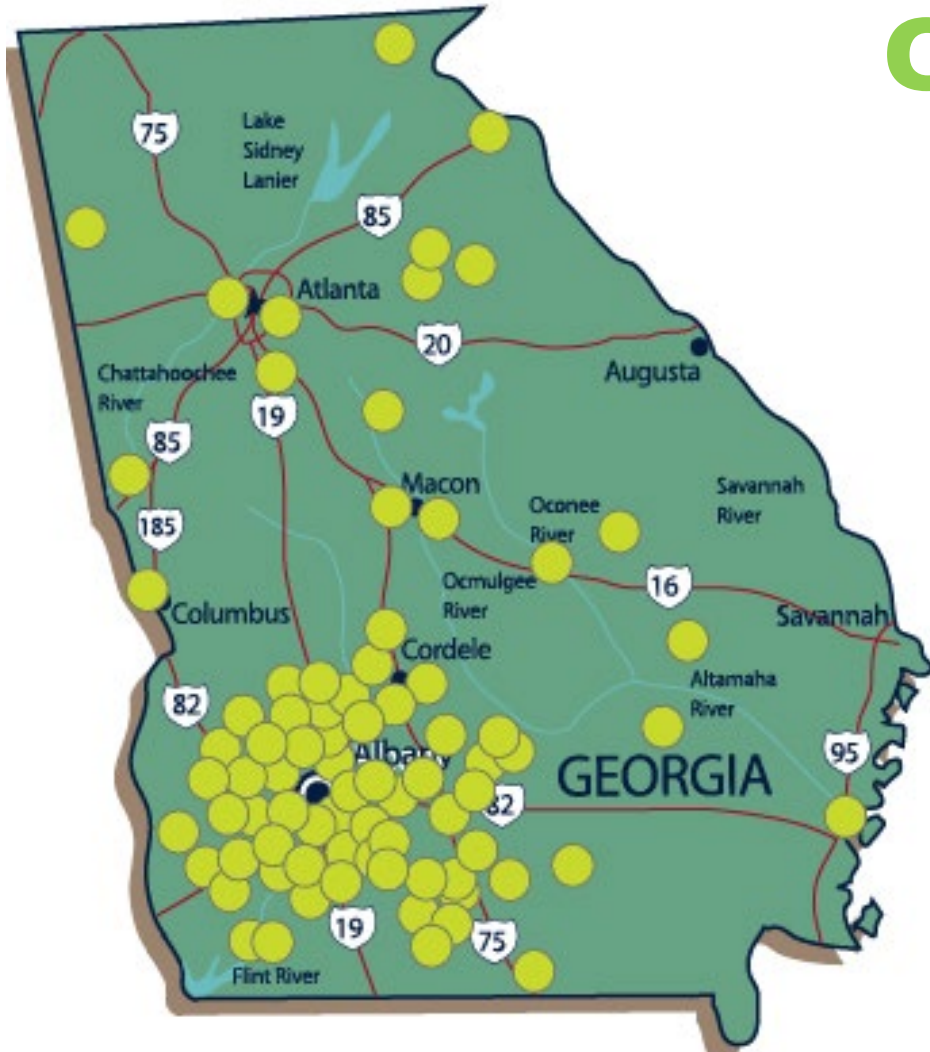 75
Lake
Sidney
Lanier
85
Atlanta
20
Augusta
Chattahoochee
River
19
85
Macon
Oconee
River
Savannah
River
185
Ocmulgee
River
16
Columbus
Savannah
Cordele
Altamaha
River
82
Albany
GEORGIA
95
82
19
75
Flint River